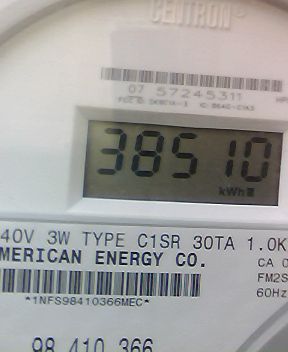 CENTRON®
07 57245311
38510
kWh
40V 3W TYPE C1SR 30TA 1.0K
MERICAN ENERGY CO.
CA 0
FM2S
60Hz
*1NFS98410366MEC*
98 410 366